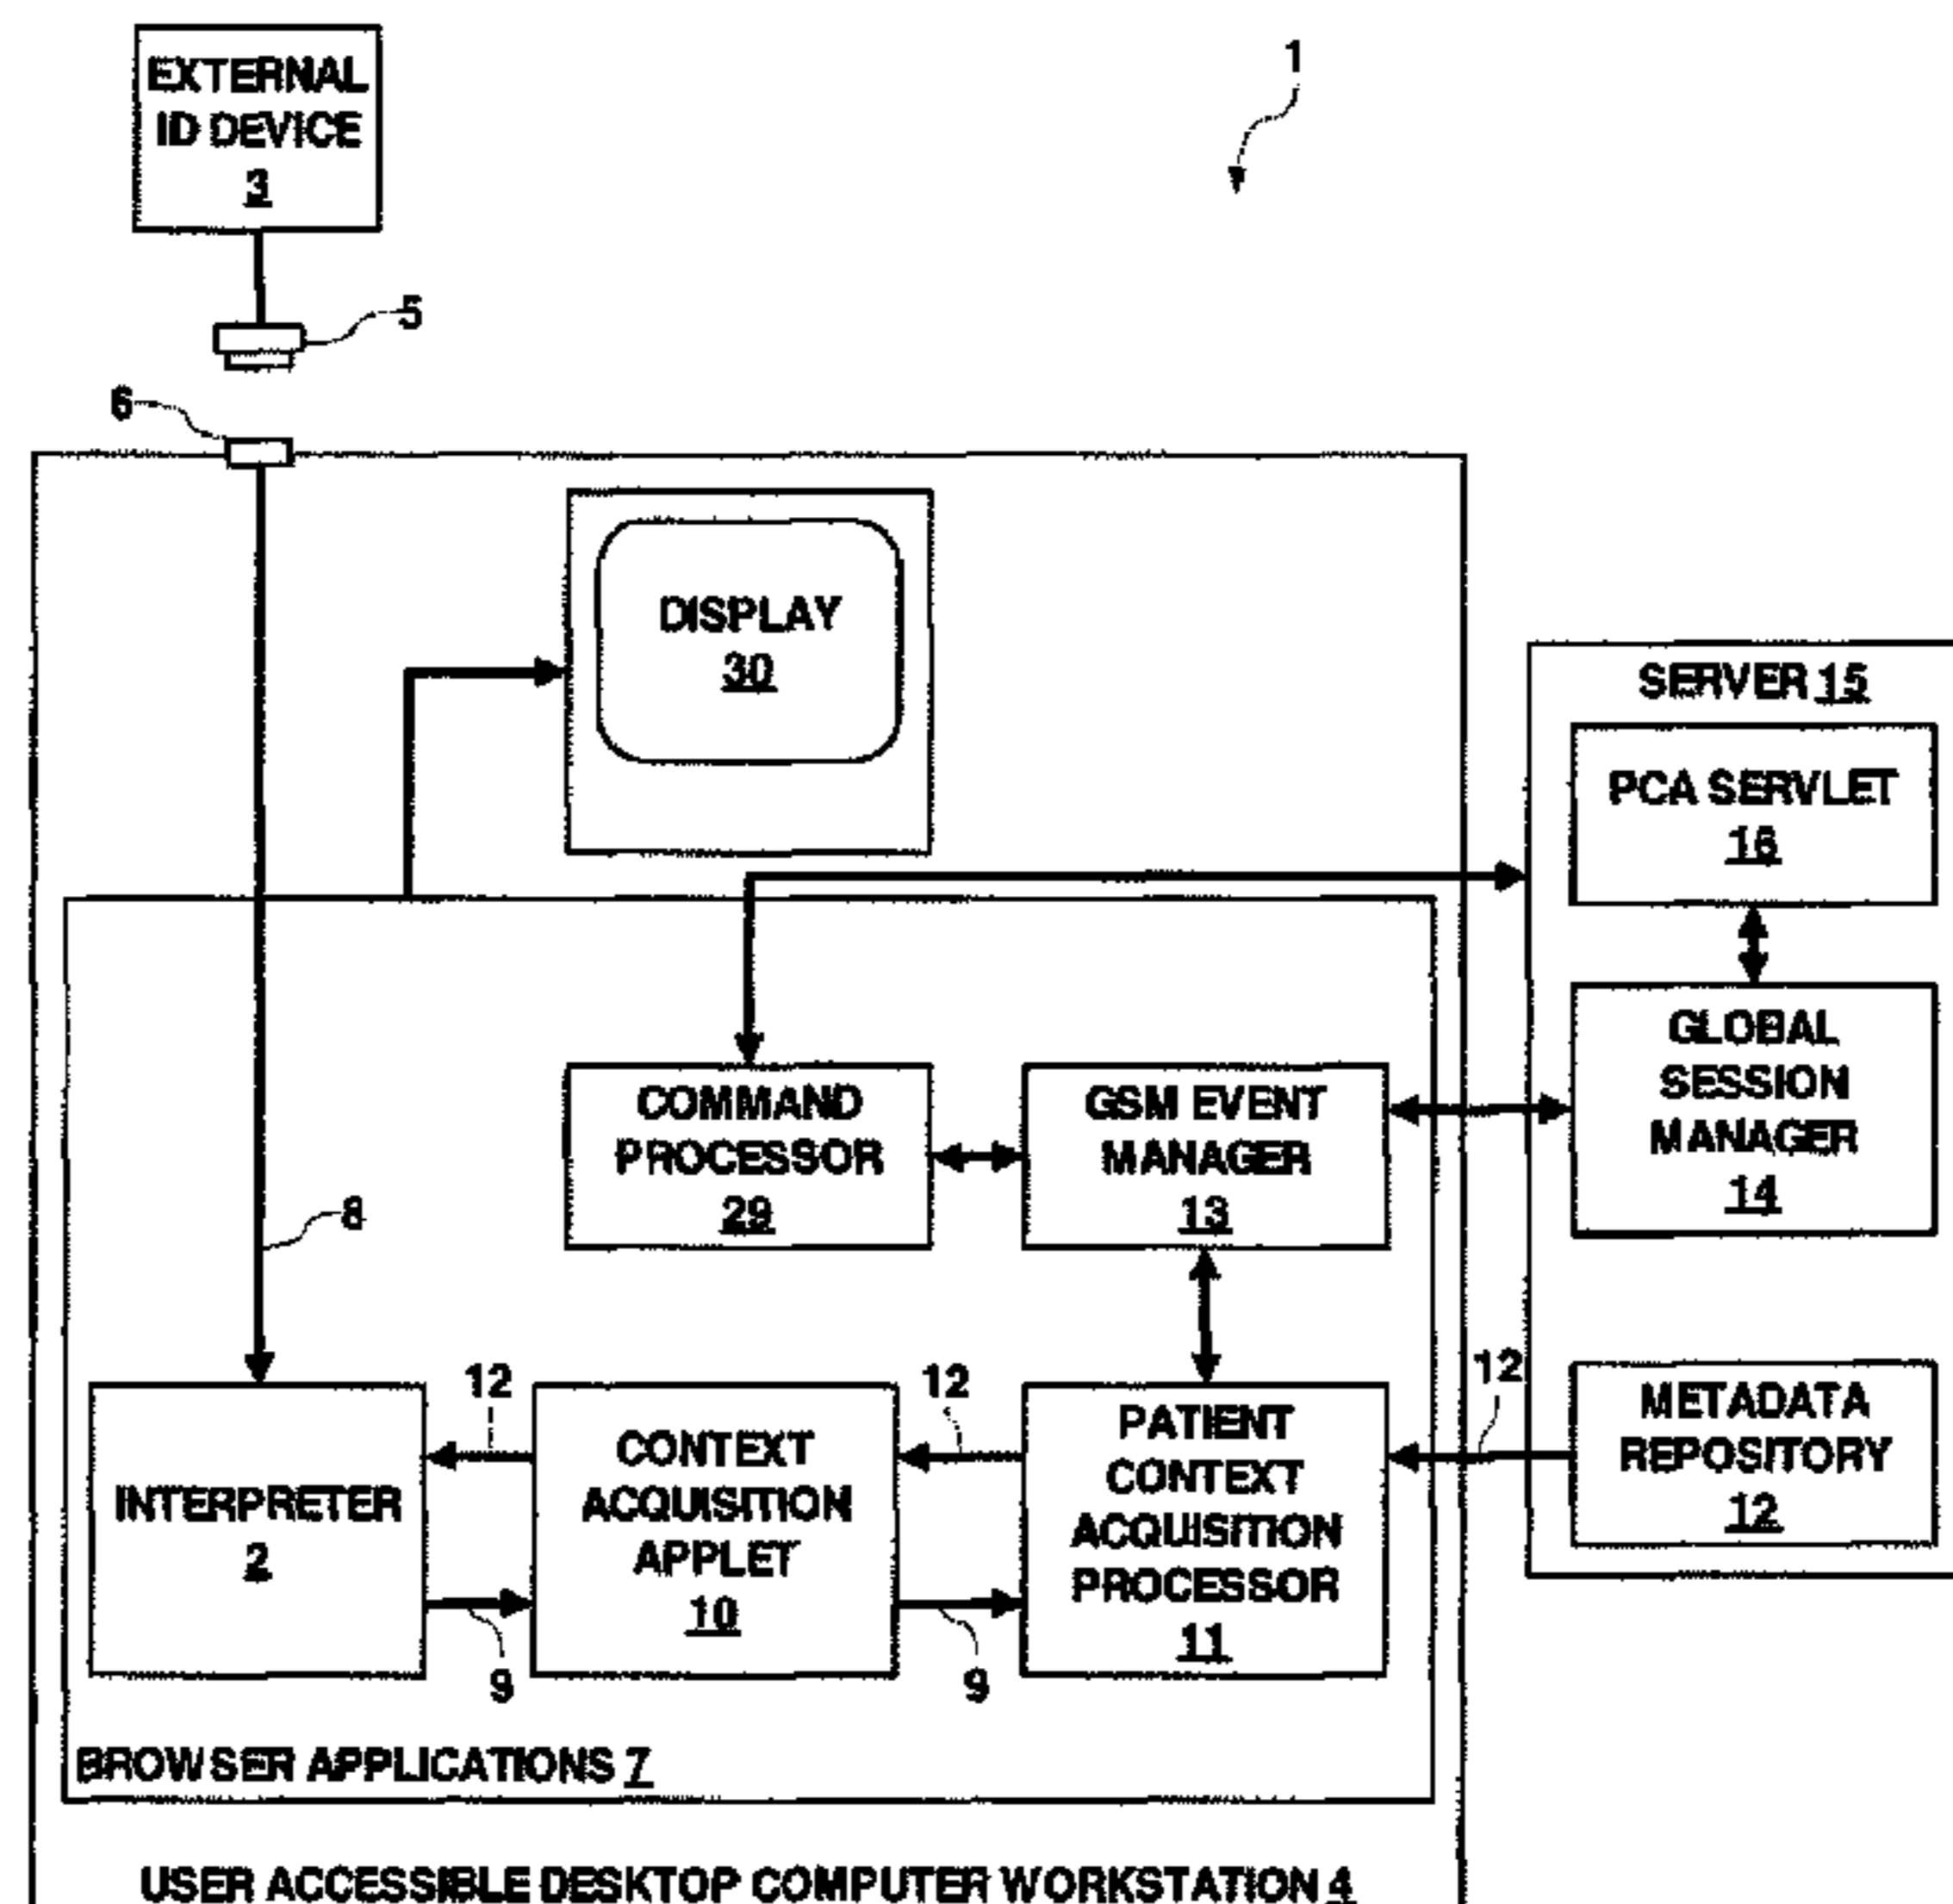 EXTERNAL
ID DEVICE
3
1
5
6
DISPLAY
30
SERVER 15
PCA SERVLET
16
COMMAND
PROCESSOR
29
GSM EVENT
MANAGER
13
GLOBAL
SESSION
MANAGER
14
8
12
12
12
INTERPRETER
2
CONTEXT
ACQUISITION
APPLET
10
PATIENT
CONTEXT
ACQUISITION
PROCESSOR
11
METADATA
REPOSITORY
12
9
9
BROWSER APPLICATIONS 7
USER ACCESSIBLE DESKTOP COMPUTER WORKSTATION 4